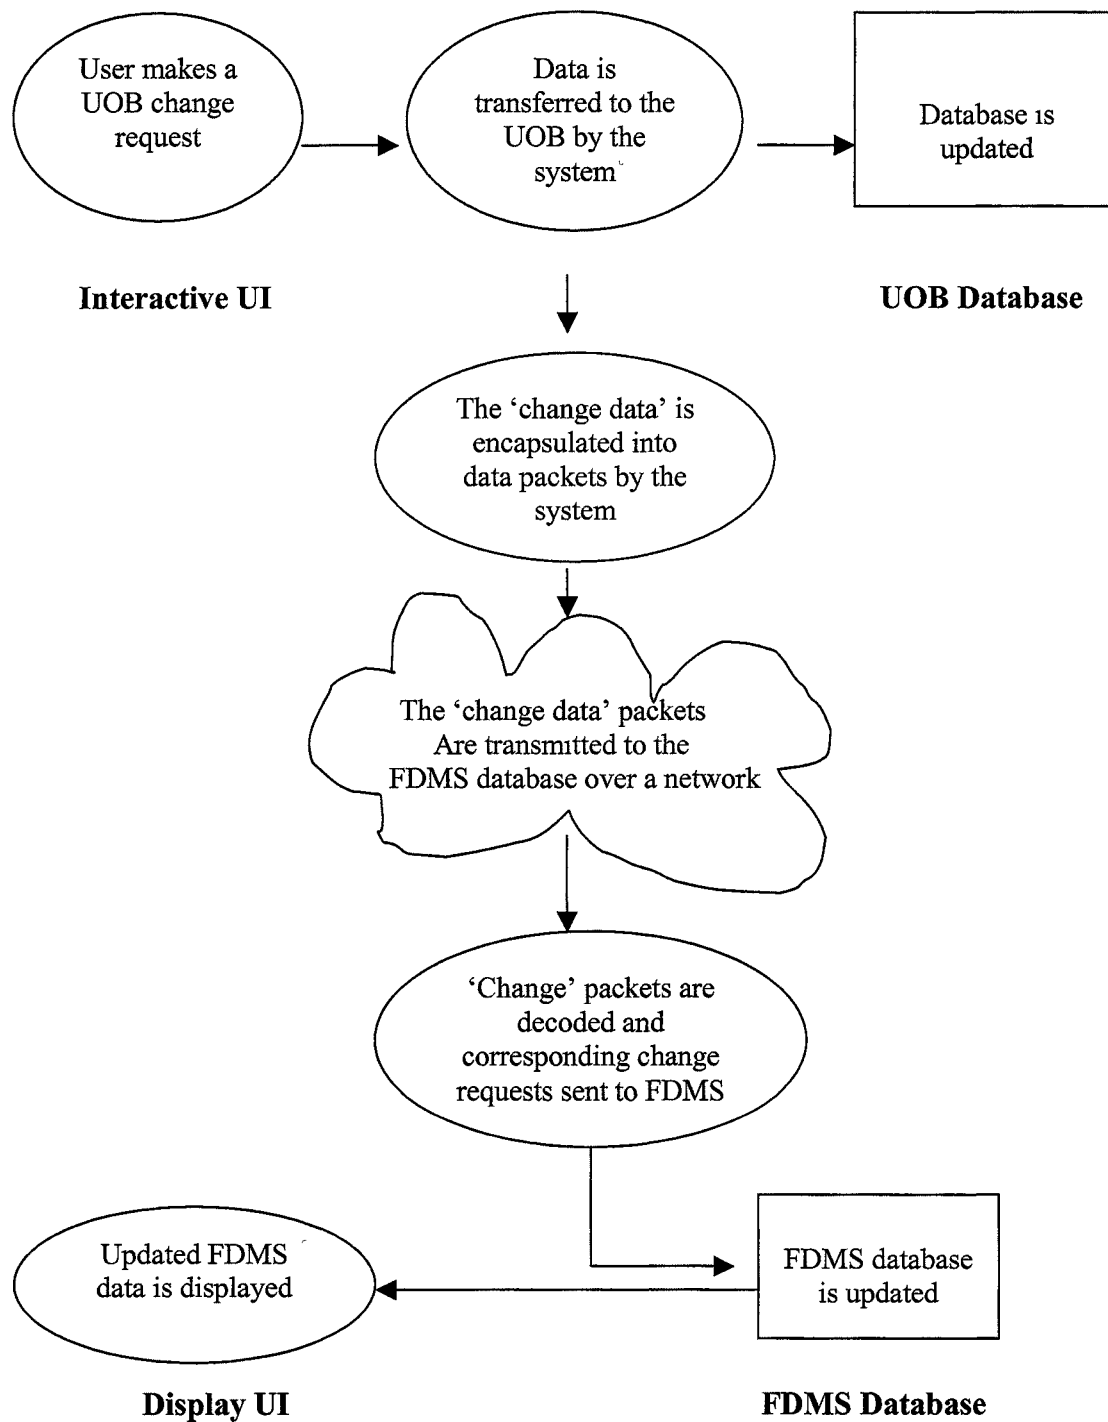 User makes a
UOB change
request
Data is
transferred to the
UOB by the
system
Database is
updated
Interactive UI
UOB Database
The ‘change data’ is
encapsulated into
data packets by the
system
The ‘change data’ packets
Are transmitted to the
FDMS database over a network
‘Change’ packets are
decoded and
corresponding change
requests sent to FDMS
Updated FDMS
data is displayed
FDMS database
is updated
Display UI
FDMS Database